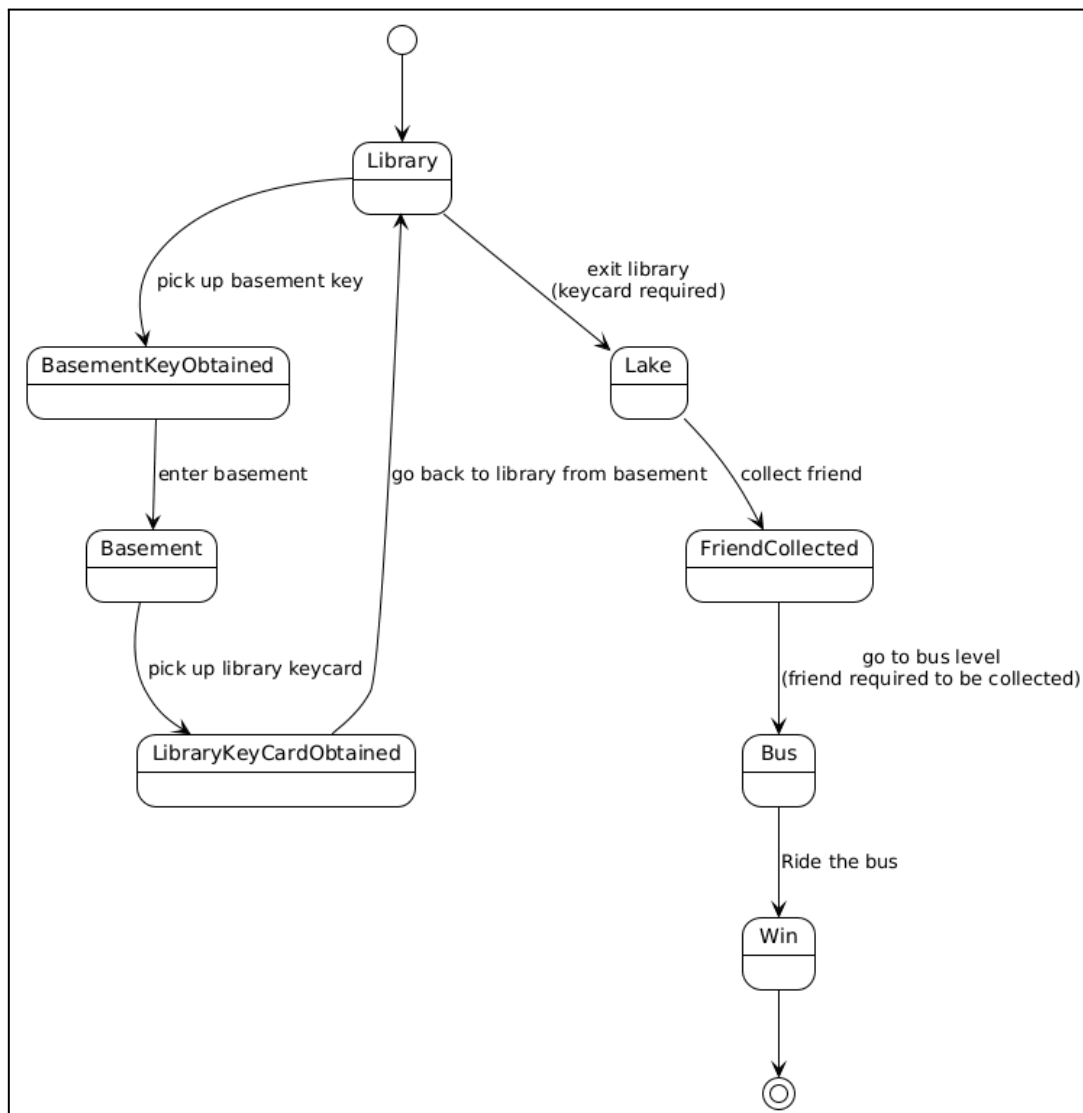 Library
pick up basement key
exit library
(keycard required)
BasementKeyObtained
Lake
enter basement
go back to library from basement
collect friend
Basement
FriendCollected
pick up library keycard
go to bus level
(friend required to be collected)
LibraryKeyCardObtained
Bus
Ride the bus
Win